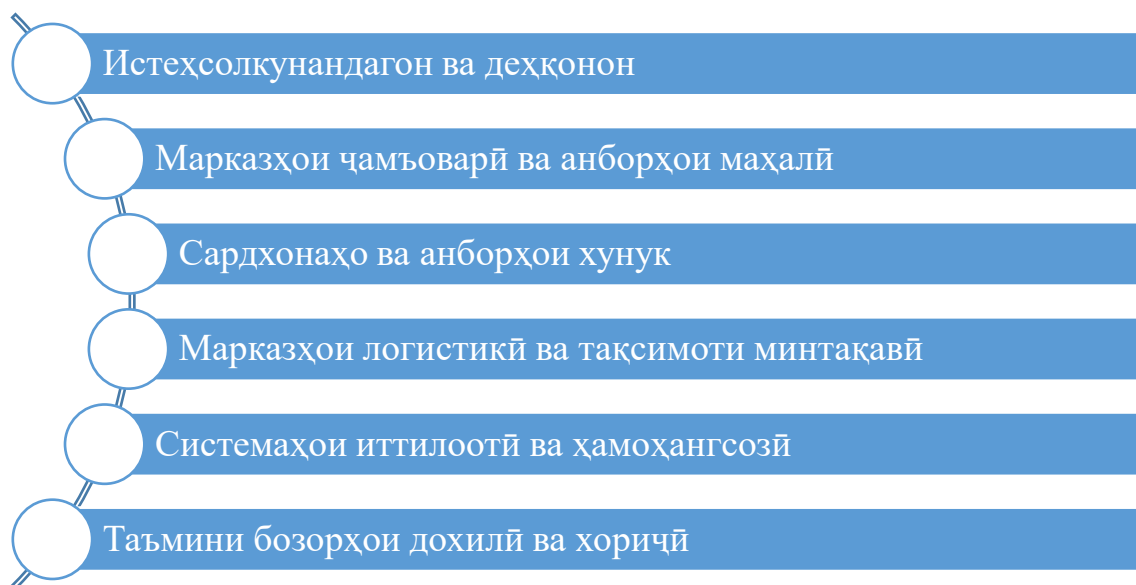 Истеҳсолкунандагон ва деҳқонон
Марказҳои ҷамъоварӣ ва анборҳои маҳалӣ
Сардхонаҳо ва анборҳои хунук
Марказҳои логистикӣ ва тақсимоти минтақавӣ
Системаҳои иттилоотӣ ва ҳамоҳангсозӣ
Таъмини бозорҳои дохилӣ ва хориҷӣ